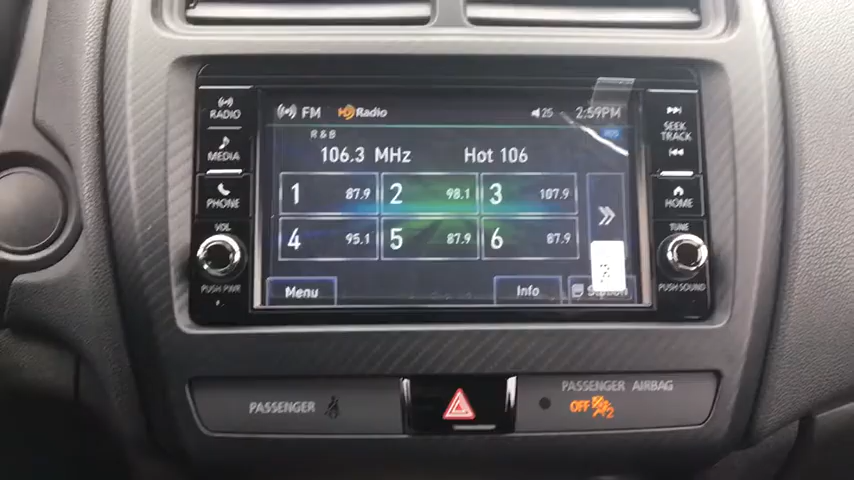 RADIO
MEDIA
PHONE
VOL
PUSH PWR
FM HD Radio 25 2:59PM
R&B
106.3 MHz Hot 106
1 87.9 2 98.1 3 107.9
4 95.1 5 87.9 6 87.9
Menu Info
SEEK
TRACK
HOME
TUNE
PUSH SOUND
PASSENGER
PASSENGER AIRBAG
OFF 2